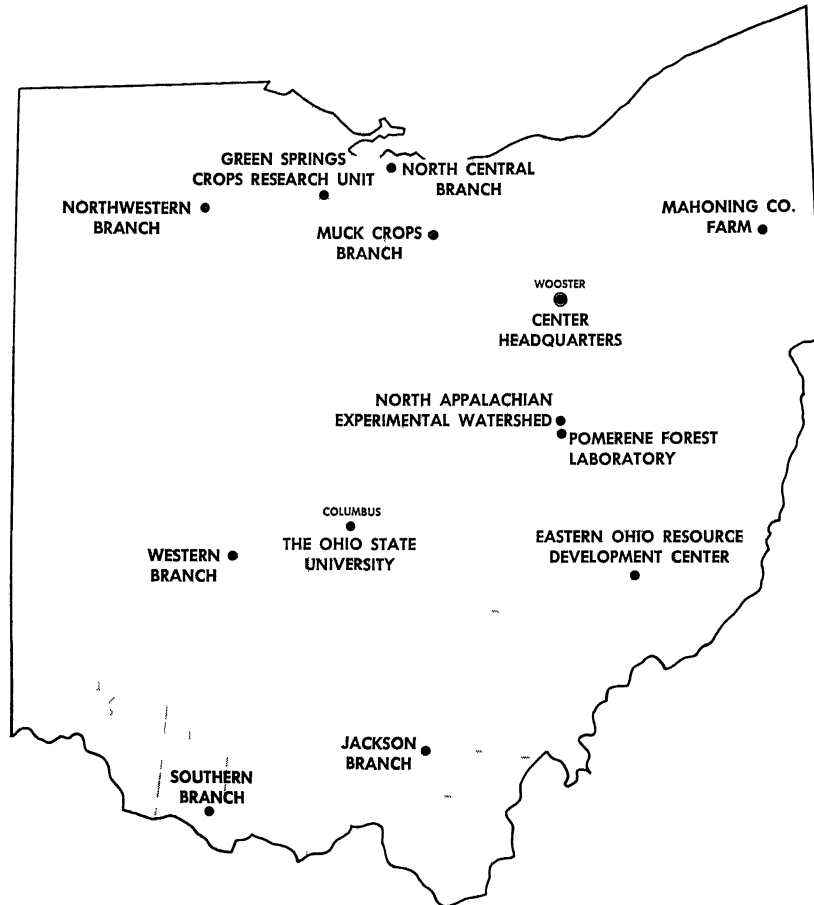 GREEN SPRINGS
CROPS RESEARCH UNIT
NORTH CENTRAL
BRANCH
NORTHWESTERN
BRANCH
MUCK CROPS
BRANCH
MAHONING CO.
FARM
WOOSTER
CENTER
HEADQUARTERS
NORTH APPALACHIAN
EXPERIMENTAL WATERSHED
POMERENE FOREST
LABORATORY
COLUMBUS
THE OHIO STATE
UNIVERSITY
WESTERN
BRANCH
EASTERN OHIO RESOURCE
DEVELOPMENT CENTER
JACKSON
BRANCH
SOUTHERN
BRANCH